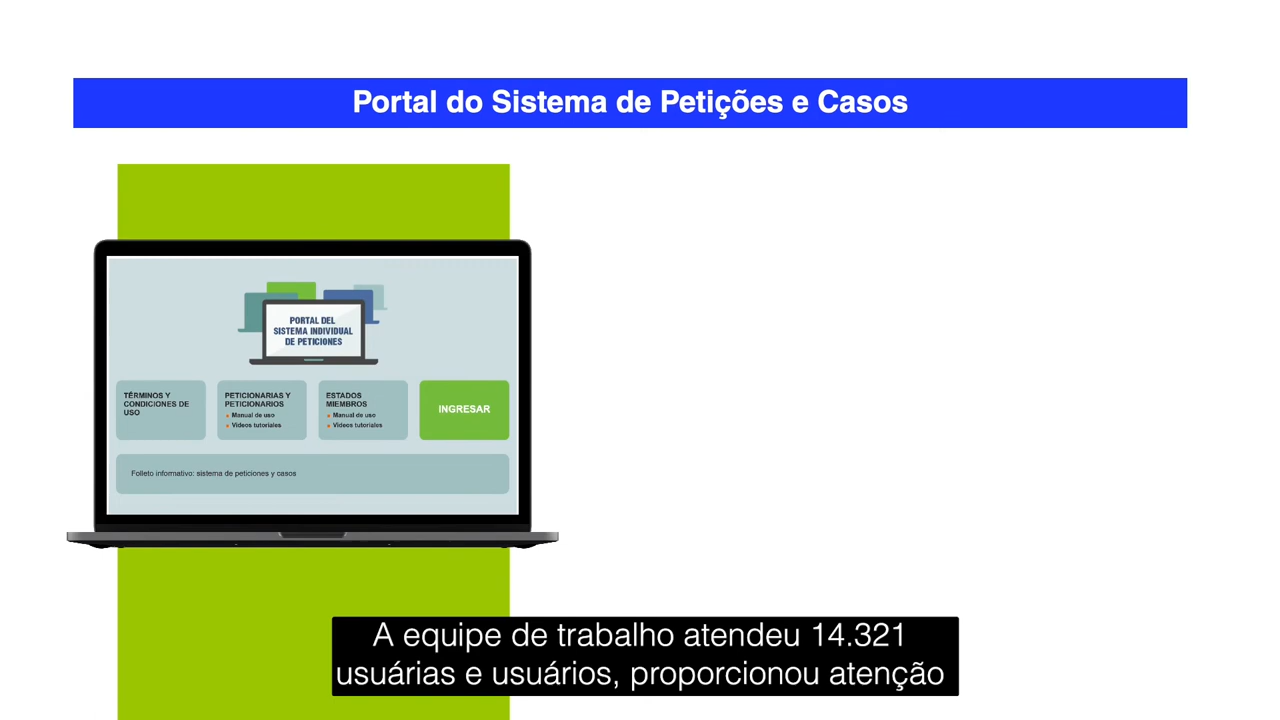 Portal do Sistema de Petições e Casos
PORTAL DEL
SISTEMA INDIVIDUAL
DE PETICIONES
TÉRMINOS Y
CONDICIONES DE
USO
PETICIONARIAS Y
PETICIONARIOS
Manual de uso
Videos tutoriales
ESTADOS
MIEMBROS
Manual de uso
Videos tutoriales
INGRESAR
Folleto informativo: sistema de peticiones y casos
A equipe de trabalho atendeu 14.321
usuárias e usuários, proporcionou atenção